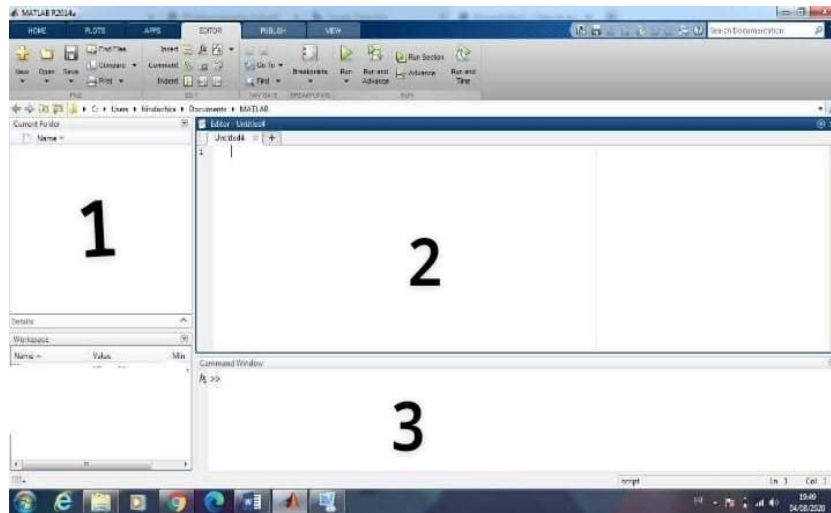 MATLAB R2014a
HOME PLOTS APPS EDITOR PUBLISH VIEW Search Documentation
New Open Save Find Files Compare Print Insert Comment Indent Go To Find Breakpoints Run Run and Advance Run Section Advance Run and Time
FILE EDIT NAVIGATE BREAKPOINTS RUN
C: Users Documents MATLAB
Current Folder
Name
1
Details
Workspace
Name Value Min
Editor - Untitled4
Untitled4 +
1
2
Command Window
fx >>
3
script Ln 1 Col 1
19:49
04/08/2020